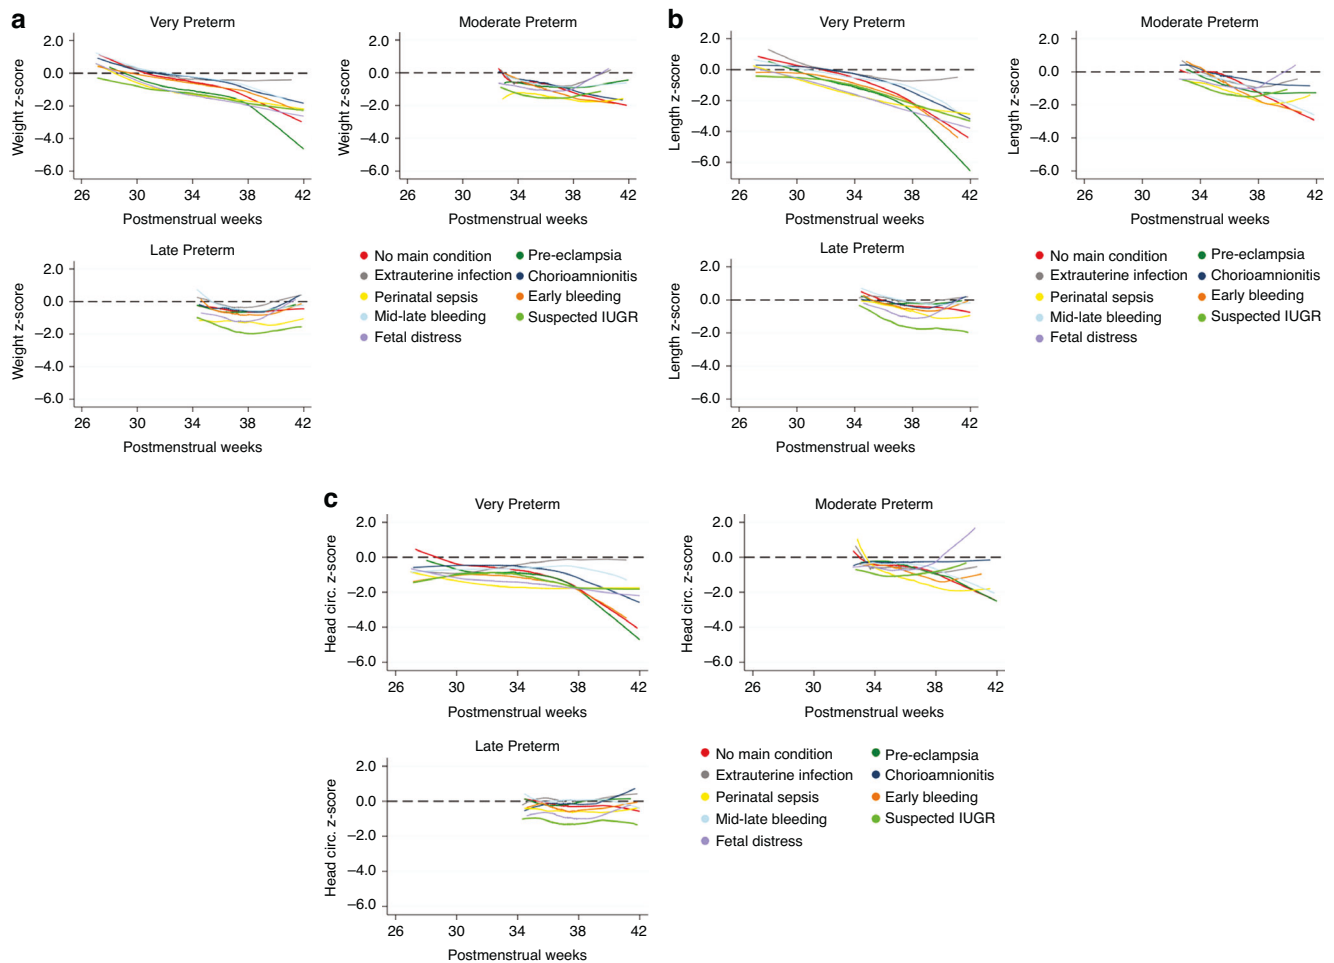 a
Very Preterm
Weight z-score
2.0
0.0
−2.0
−4.0
−6.0
26 30 34 38 42
Postmenstrual weeks
Moderate Preterm
Weight z-score
2.0
0.0
−2.0
−4.0
−6.0
26 30 34 38 42
Postmenstrual weeks
Late Preterm
Weight z-score
2.0
0.0
−2.0
−4.0
−6.0
26 30 34 38 42
Postmenstrual weeks
No main condition
Extrauterine infection
Perinatal sepsis
Mid-late bleeding
Fetal distress
Pre-eclampsia
Chorioamnionitis
Early bleeding
Suspected IUGR
b
Very Preterm
Length z-score
2.0
0.0
−2.0
−4.0
−6.0
26 30 34 38 42
Postmenstrual weeks
Moderate Preterm
Length z-score
2.0
0.0
−2.0
−4.0
−6.0
26 30 34 38 42
Postmenstrual weeks
Late Preterm
Length z-score
2.0
0.0
−2.0
−4.0
−6.0
26 30 34 38 42
Postmenstrual weeks
No main condition
Extrauterine infection
Perinatal sepsis
Mid-late bleeding
Fetal distress
Pre-eclampsia
Chorioamnionitis
Early bleeding
Suspected IUGR
c
Very Preterm
Head circ. z-score
2.0
0.0
−2.0
−4.0
−6.0
26 30 34 38 42
Postmenstrual weeks
Moderate Preterm
Head circ. z-score
2.0
0.0
−2.0
−4.0
−6.0
26 30 34 38 42
Postmenstrual weeks
Late Preterm
Head circ. z-score
2.0
0.0
−2.0
−4.0
−6.0
26 30 34 38 42
Postmenstrual weeks
No main condition
Extrauterine infection
Perinatal sepsis
Mid-late bleeding
Fetal distress
Pre-eclampsia
Chorioamnionitis
Early bleeding
Suspected IUGR